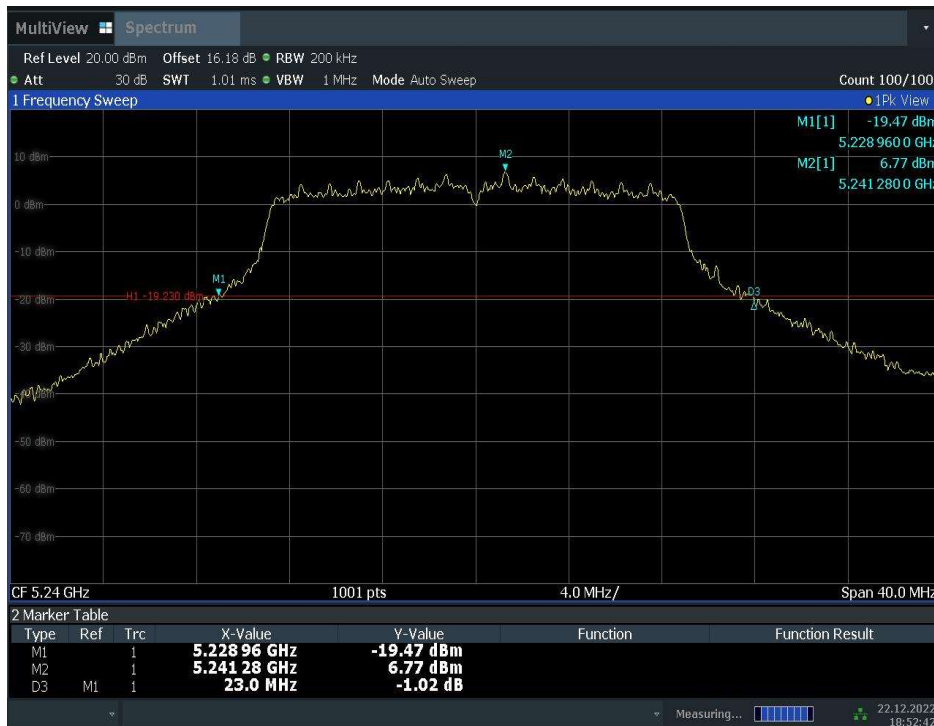 MultiView Spectrum
Ref Level 20.00 dBm Offset 16.18 dB RBW 200 kHz
Att 30 dB SWT 1.01 ms VBW 1 MHz Mode Auto Sweep Count 100/100
1 Frequency Sweep 1Pk View
M1[1] -19.47 dBm
5.228 960 0 GHz
M2[1] 6.77 dBm
5.241 280 0 GHz
M2
10 dBm
0 dBm
-10 dBm
M1
-20 dBm H1 -19.230 dBm D3
-30 dBm
-40 dBm
-50 dBm
-60 dBm
-70 dBm
CF 5.24 GHz 1001 pts 4.0 MHz/ Span 40.0 MHz
2 Marker Table
Type Ref Trc X-Value Y-Value Function Function Result
M1 1 5.228 96 GHz -19.47 dBm
M2 1 5.241 28 GHz 6.77 dBm
D3 M1 1 23.0 MHz -1.02 dB
Measuring... 22.12.2022
18:52:42